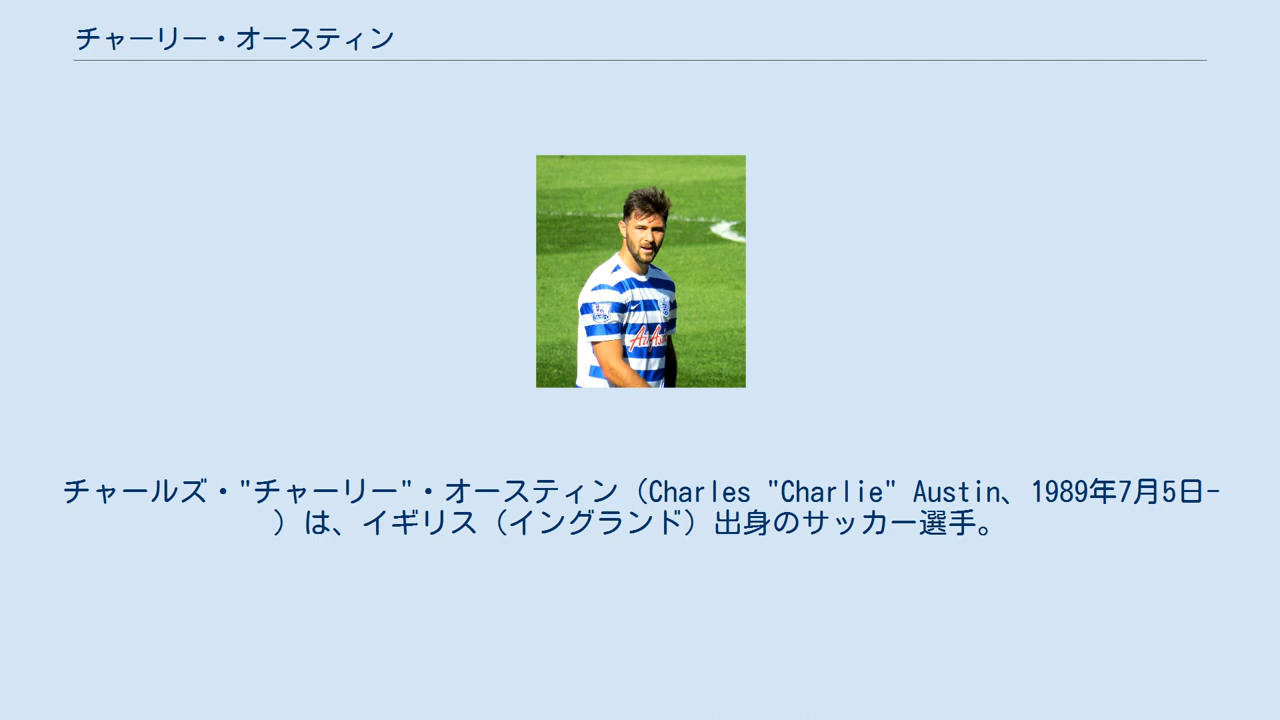 チャーリー・オースティン
チャールズ・"チャーリー"・オースティン（Charles "Charlie" Austin、1989年7月5日-
）は、イギリス（イングランド）出身のサッカー選手。